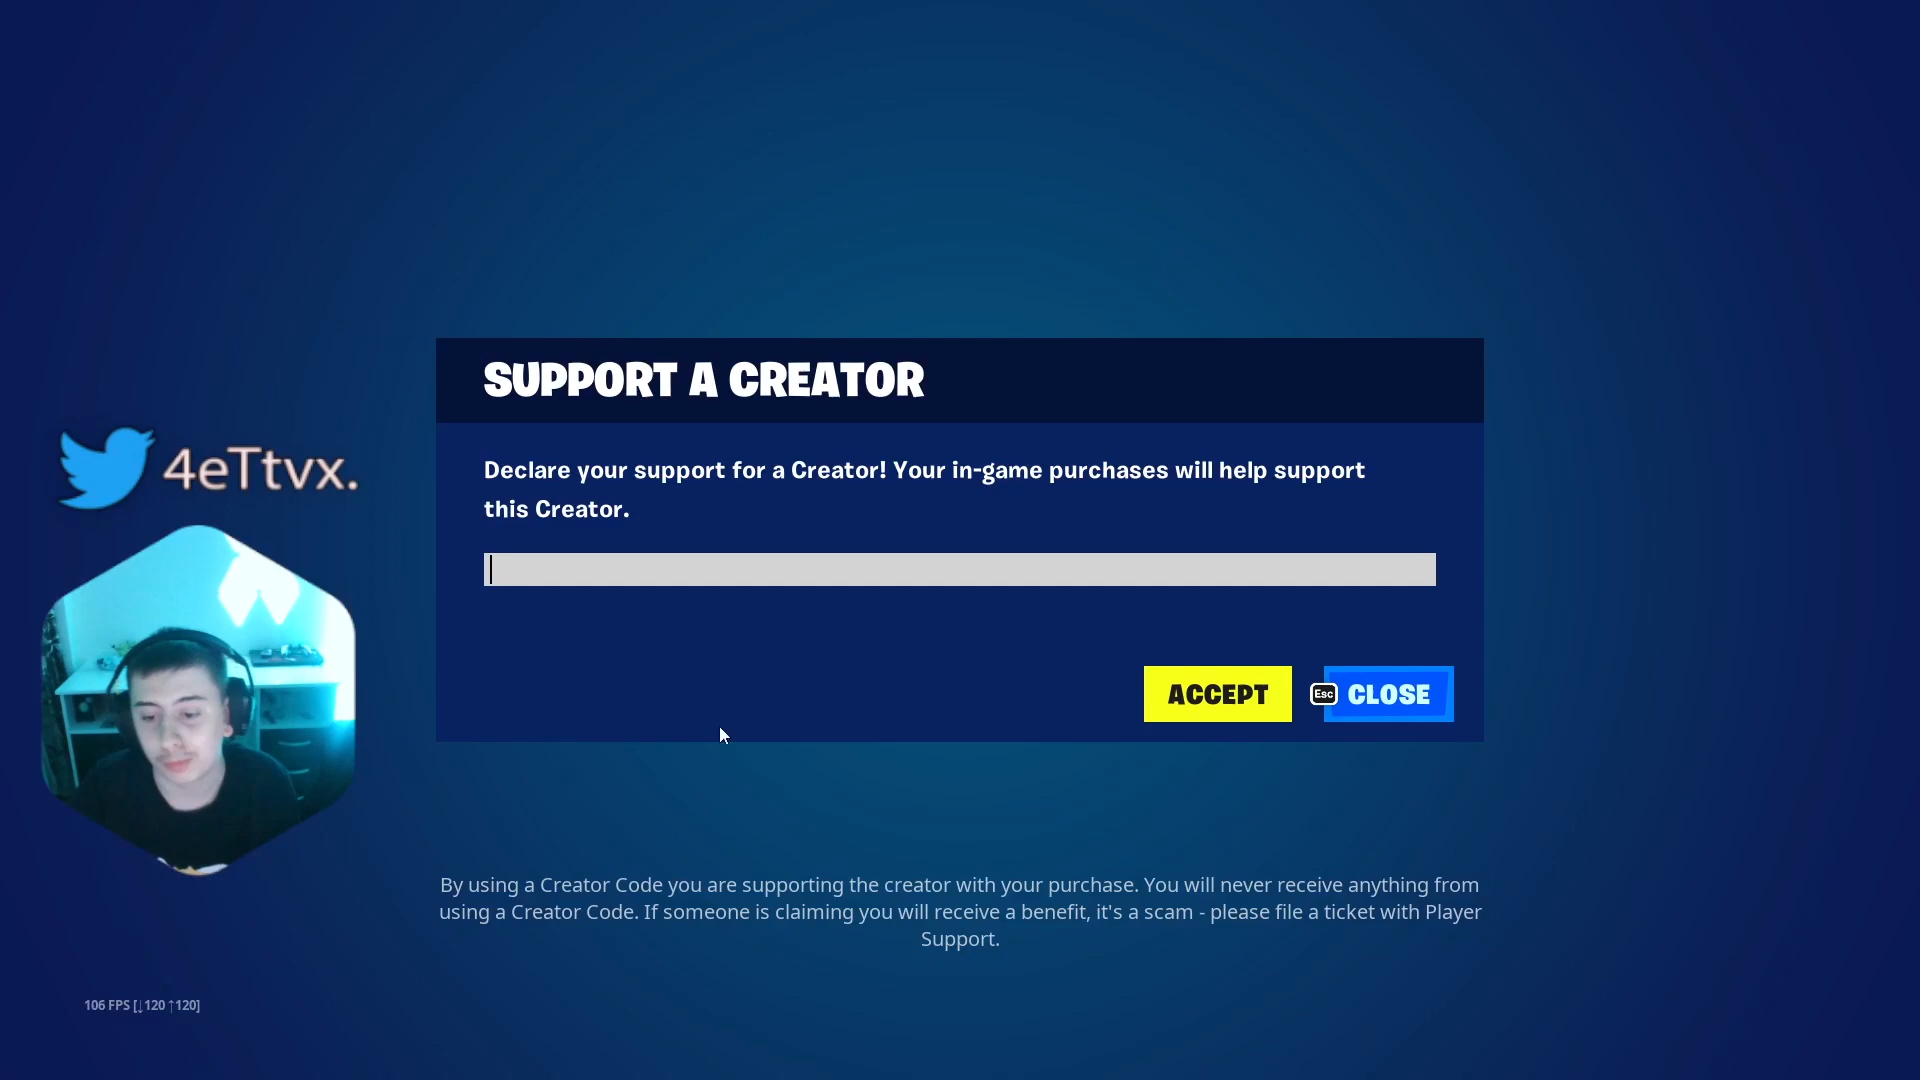 SUPPORT A CREATOR
Declare your support for a Creator! Your in-game purchases will help support
this Creator.
4eTtvx.
ACCEPT
Esc CLOSE
By using a Creator Code you are supporting the creator with your purchase. You will never receive anything from
using a Creator Code. If someone is claiming you will receive a benefit, it's a scam - please file a ticket with Player
Support.
106 FPS [↓120 ↑120]